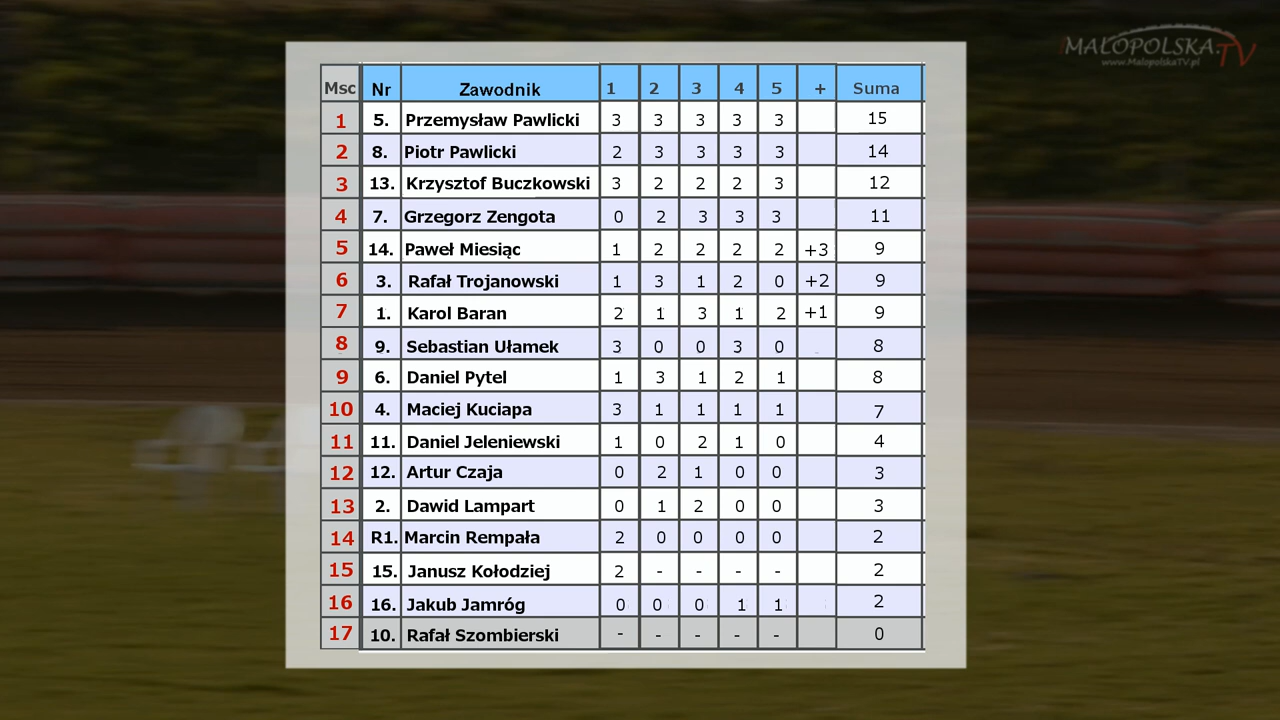 MAŁOPOLSKA TV
www.MalopolskaTV.pl
Msc Nr Zawodnik 1 2 3 4 5 + Suma
1 5. Przemysław Pawlicki 3 3 3 3 3 15
2 8. Piotr Pawlicki 2 3 3 3 3 14
3 13. Krzysztof Buczkowski 3 2 2 2 3 12
4 7. Grzegorz Zengota 0 2 3 3 3 11
5 14. Paweł Miesiąc 1 2 2 2 2 +3 9
6 3. Rafał Trojanowski 1 3 1 2 0 +2 9
7 1. Karol Baran 2 1 3 1 2 +1 9
8 9. Sebastian Ułamek 3 0 0 3 0 8
9 6. Daniel Pytel 1 3 1 2 1 8
10 4. Maciej Kuciapa 3 1 1 1 1 7
11 11. Daniel Jeleniewski 1 0 2 1 0 4
12 12. Artur Czaja 0 2 1 0 0 3
13 2. Dawid Lampart 0 1 2 0 0 3
14 R1. Marcin Rempała 2 0 0 0 0 2
15 15. Janusz Kołodziej 2 - - - - 2
16 16. Jakub Jamróg 0 0 0 1 1 2
17 10. Rafał Szombierski - - - - - 0